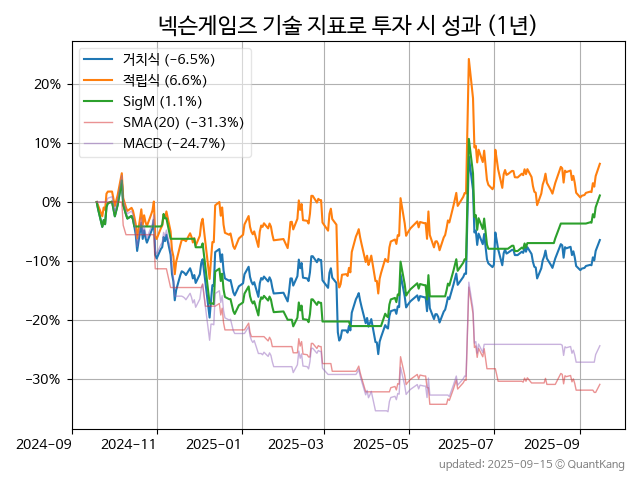 넥슨게임즈 기술 지표로 투자 시 성과 (1년)
거치식 (−6.5%)
적립식 (6.6%)
SigM (1.1%)
SMA(20) (−31.3%)
MACD (−24.7%)
20%
10%
0%
−10%
−20%
−30%
2024-09 2024-11 2025-01 2025-03 2025-05 2025-07 2025-09
updated: 2025-09-15 ⓒ QuantKang